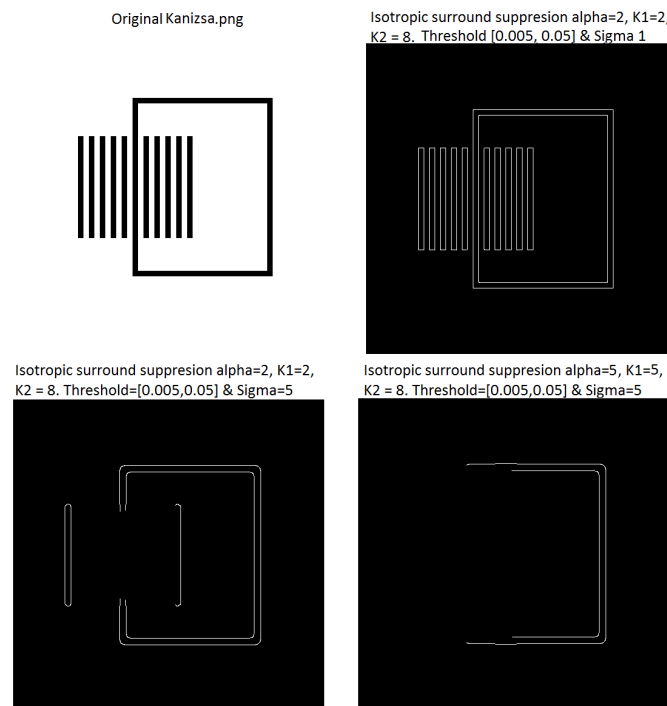 Original Kanizsa.png
Isotropic surround suppresion alpha=2, K1=2,
K2 = 8. Threshold [0.005, 0.05] & Sigma 1
Isotropic surround suppresion alpha=2, K1=2,
K2 = 8. Threshold=[0.005,0.05] & Sigma=5
Isotropic surround suppresion alpha=5, K1=5,
K2 = 8. Threshold=[0.005,0.05] & Sigma=5